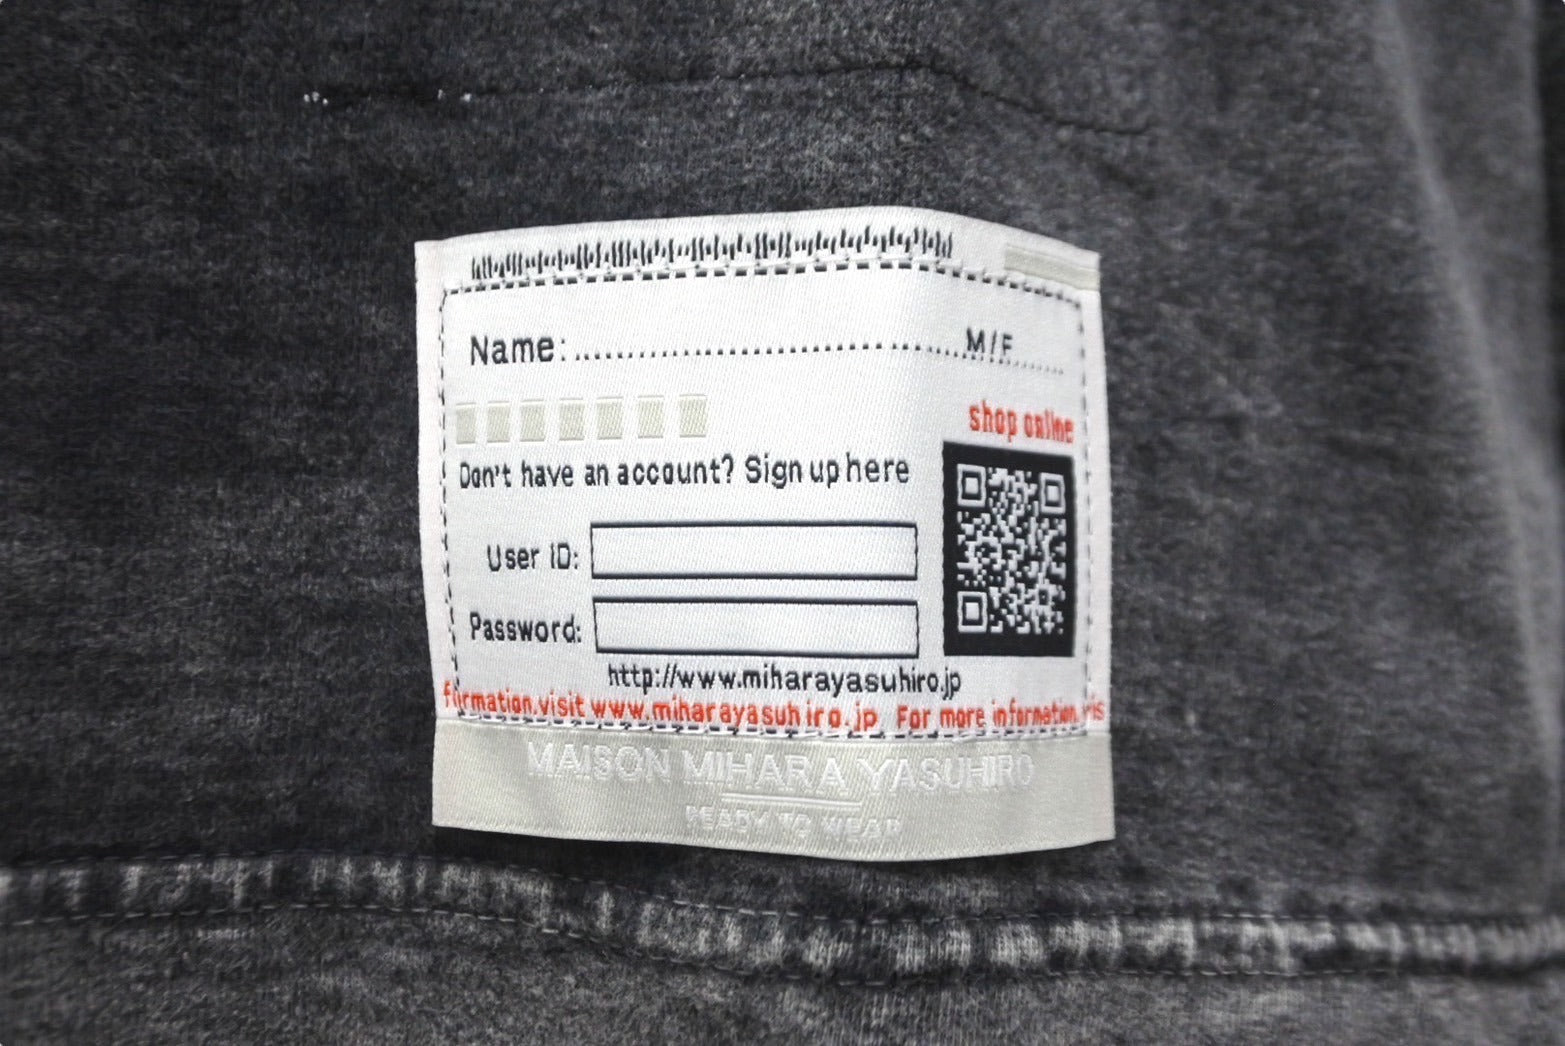 Name:........................................ M/F
shop online
Don't have an account? Sign up here
User ID:
Password:
http://www.miharayasuhiro.jp
formation.visit www.miharayasuhiro.jp For more information. vis
MAISON MIHARA YASUHIRO
READY TO WEAR